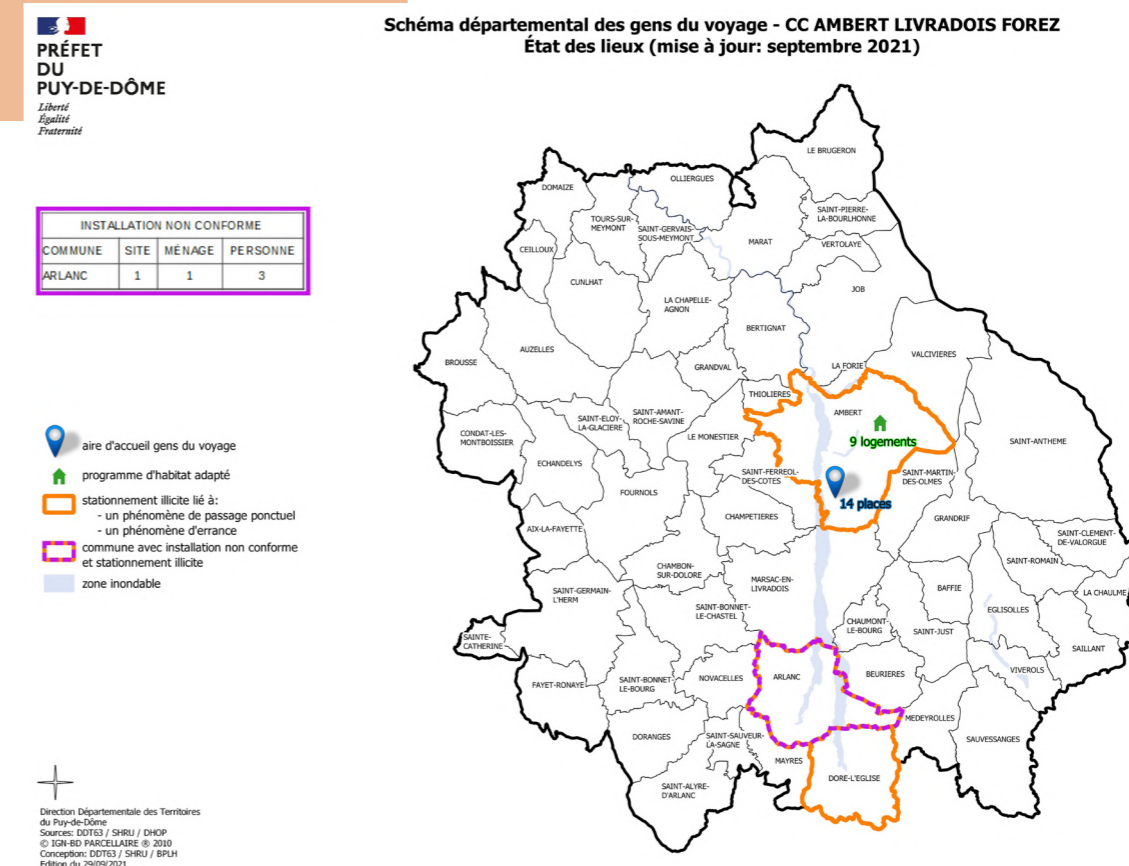 Schéma départemental des gens du voyage - CC AMBERT LIVRADOIS FOREZ
État des lieux (mise à jour: septembre 2021)
PRÉFET
DU
PUY-DE-DÔME
Liberté
Égalité
Fraternité
INSTALLATION NON CONFORME
COMMUNE SITE MÉNAGE PERSONNE
ARLANC 1 1 3
aire d'accueil gens du voyage
programme d'habitat adapté
stationnement illicite lié à:
- un phénomène de passage ponctuel
- un phénomène d'errance
commune avec installation non conforme
et stationnement illicite
zone inondable
LE BRUGERON
OLLIERGUES
DOMAIZE
SAINT-PIERRE-
LA-BOURLHONNE
TOURS-SUR-
MEYMONT
SAINT-GERVAIS-
SOUS-MEYMONT
MARAT
VERTOLAYE
CEILLOUX
CUNLHAT
JOB
LA CHAPELLE-
AGNON
BERTIGNAT
AUZELLES
VALCIVIERES
BROUSSE
GRANDVAL
LA FORIE
THIOLIERES
AMBERT
9 logements
SAINT-ELOY-
LA-GLACIERE
SAINT-AMANT-
ROCHE-SAVINE
LE MONESTIER
CONDAT-LES-
MONTBOISSIER
SAINT-ANTHEME
ECHANDELYS
SAINT-FERREOL-
DES-COTES
SAINT-MARTIN-
DES-OLMES
FOURNOLS
14 places
CHAMPETIERES
GRANDRIF
AIX-LA-FAYETTE
SAINT-CLEMENT-
DE-VALORGUE
SAINT-ROMAIN
CHAMBON-
SUR-DOLORE
MARSAC-EN-
LIVRADOIS
BAFFIE
LA CHAULME
SAINT-GERMAIN-
L'HERM
SAINT-BONNET-
LE-CHASTEL
EGLISOLLES
CHAUMONT-
LE-BOURG
SAINT-JUST
SAINTE-
CATHERINE
SAILLANT
VIVEROLS
FAYET-RONAYE
SAINT-BONNET-
LE-BOURG
NOVACELLES
ARLANC
BEURIERES
MEDEYROLLES
DORANGES
SAINT-SAUVEUR-
LA-SAGNE
SAUVESSANGES
MAYRES
DORE-L'EGLISE
SAINT-ALYRE-
D'ARLANC
Direction Départementale des Territoires
du Puy-de-Dôme
Sources: DDT63 / SHRU / DHOP
© IGN-BD PARCELLAIRE ® 2010
Conception: DDT63 / SHRU / BPLH
Edition du 29/09/2021